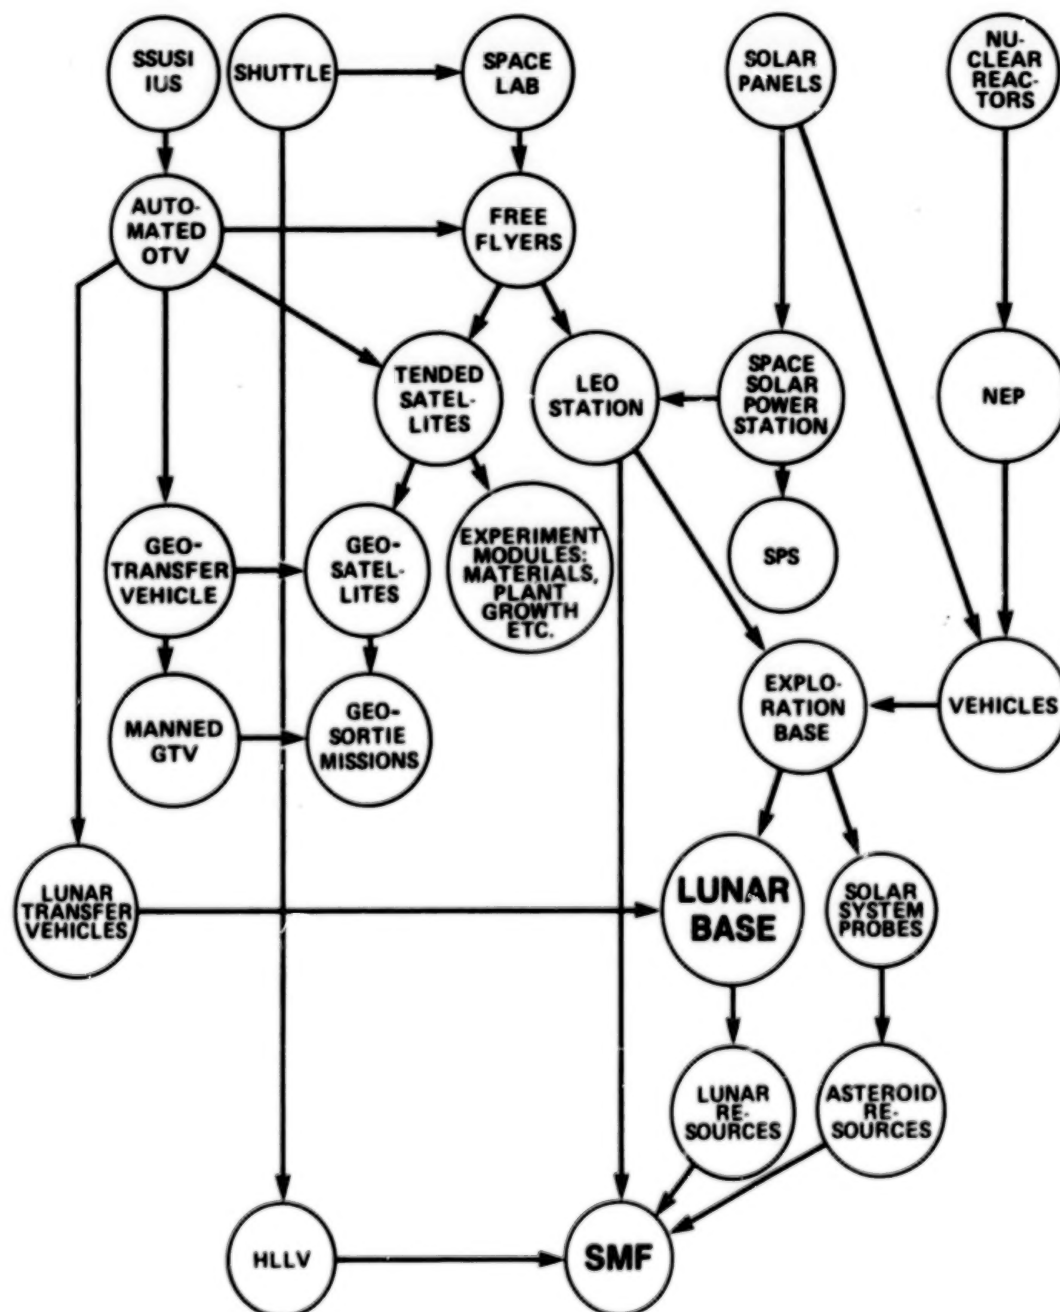 SSUSI
IUS
SHUTTLE
SPACE
LAB
SOLAR
PANELS
NU-
CLEAR
REAC-
TORS
AUTO-
MATED
OTV
FREE
FLYERS
TENDED
SATEL-
LITES
LEO
STATION
SPACE
SOLAR
POWER
STATION
NEP
GEO-
TRANSFER
VEHICLE
GEO-
SATEL-
LITES
EXPERIMENT
MODULES:
MATERIALS,
PLANT
GROWTH
ETC.
SPS
MANNED
GTV
GEO-
SORTIE
MISSIONS
EXPLO-
RATION
BASE
VEHICLES
LUNAR
TRANSFER
VEHICLES
LUNAR
BASE
SOLAR
SYSTEM
PROBES
LUNAR
RE-
SOURCES
ASTEROID
RE-
SOURCES
HLLV
SMF